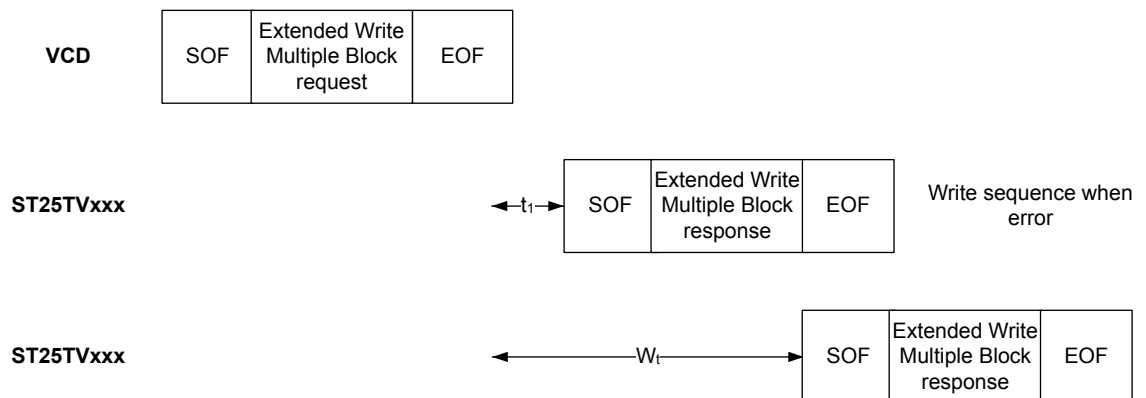 VCD
SOF
Extended Write
Multiple Block
request
EOF
ST25TVxxx
t1
SOF
Extended Write
Multiple Block
response
EOF
Write sequence when
error
ST25TVxxx
Wt
SOF
Extended Write
Multiple Block
response
EOF